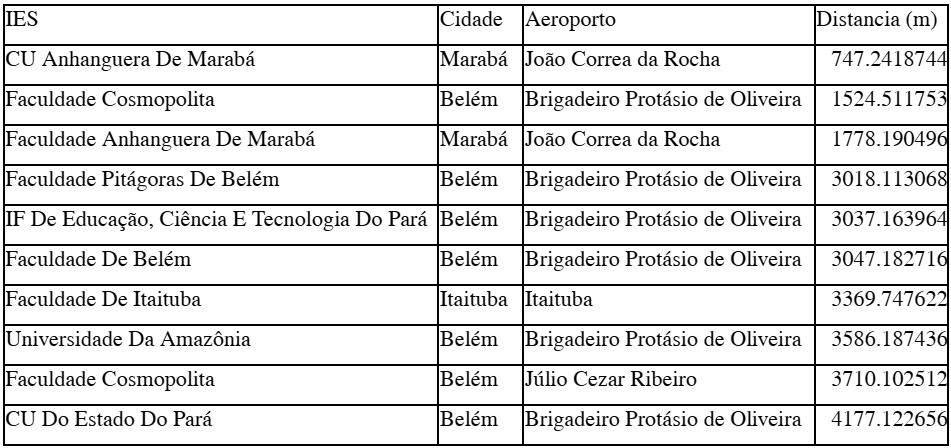 IES Cidade Aeroporto Distancia (m)
CU Anhanguera De Marabá Marabá João Correa da Rocha 747.2418744
Faculdade Cosmopolita Belém Brigadeiro Protásio de Oliveira 1524.511753
Faculdade Anhanguera De Marabá Marabá João Correa da Rocha 1778.190496
Faculdade Pitágoras De Belém Belém Brigadeiro Protásio de Oliveira 3018.113068
IF De Educação, Ciência E Tecnologia Do Pará Belém Brigadeiro Protásio de Oliveira 3037.163964
Faculdade De Belém Belém Brigadeiro Protásio de Oliveira 3047.182716
Faculdade De Itaituba Itaituba Itaituba 3369.747622
Universidade Da Amazônia Belém Brigadeiro Protásio de Oliveira 3586.187436
Faculdade Cosmopolita Belém Júlio Cezar Ribeiro 3710.102512
CU Do Estado Do Pará Belém Brigadeiro Protásio de Oliveira 4177.122656